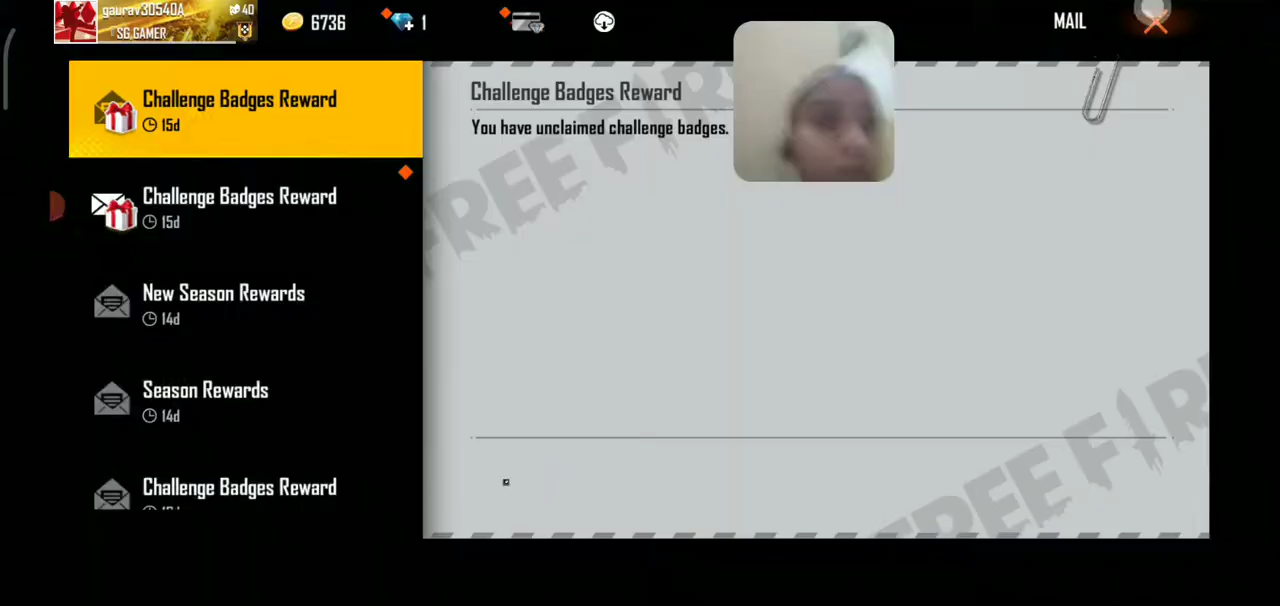 gaurav30540A
40
SG,GAMER
6736
1
MAIL
Challenge Badges Reward
15d
Challenge Badges Reward
15d
New Season Rewards
14d
Season Rewards
14d
Challenge Badges Reward
Challenge Badges Reward
You have unclaimed challenge badges.
FREE FIRE
FREE FIRE